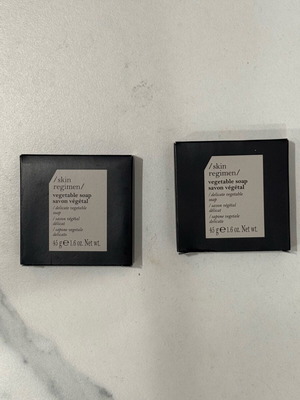 /skin
regimen/
vegetable soap
savon végétal
/ delicate vegetable
soap
/ savon végétal
délicat
/ sapone vegetale
delicato
45 g ℮ 1.6 oz. Net wt.
/skin
regimen/
vegetable soap
savon végétal
/ delicate vegetable
soap
/ savon végétal
délicat
/ sapone vegetale
delicato
45 g ℮ 1.6 oz. Net wt.